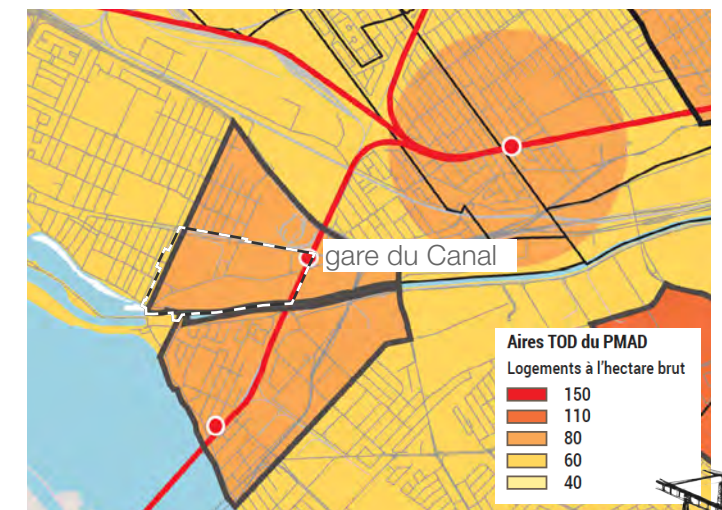 gare du Canal
Aires TOD du PMAD
Logements à l'hectare brut
150
110
80
60
40